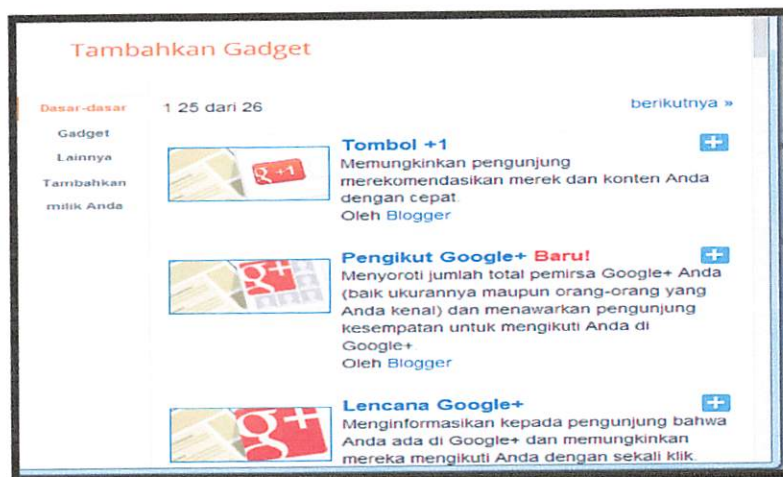 Tambahkan Gadget
Dasar-dasar
Gadget
Lainnya
Tambahkan
milik Anda
1 25 dari 26
berikutnya »
g+1
Tombol +1
Memungkinkan pengunjung
merekomendasikan merek dan konten Anda
dengan cepat.
Oleh Blogger
g+
Pengikut Google+ Baru!
Menyoroti jumlah total pemirsa Google+ Anda
(baik ukurannya maupun orang-orang yang
Anda kenal) dan menawarkan pengunjung
kesempatan untuk mengikuti Anda di
Google+
Oleh Blogger
g+
Lencana Google+
Menginformasikan kepada pengunjung bahwa
Anda ada di Google+ dan memungkinkan
mereka mengikuti Anda dengan sekali klik.